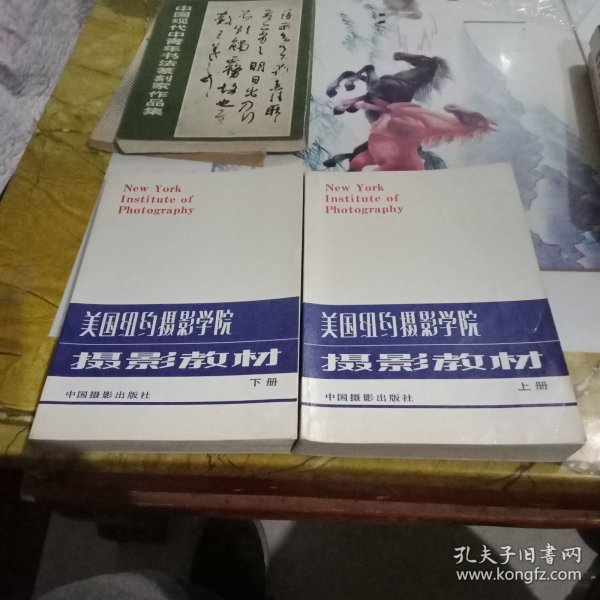 中国现代中青年书法篆刻家作品集
New York
Institute of
Photography
美国纽约摄影学院
摄影教材
下册
中国摄影出版社
New York
Institute of
Photography
美国纽约摄影学院
摄影教材
上册
中国摄影出版社
孔夫子旧书网
www.kongfz.com